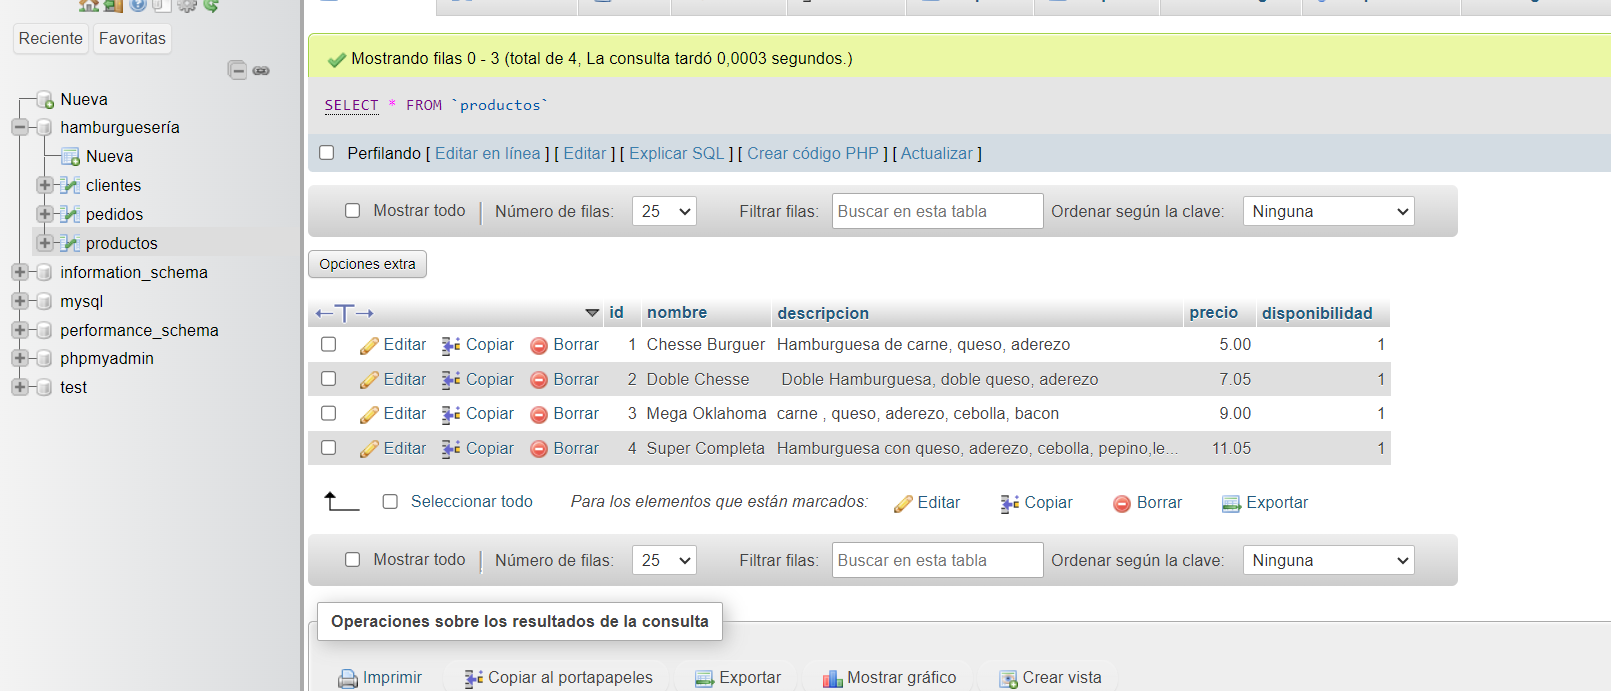 Reciente Favoritas
Nueva
hamburguesería
Nueva
clientes
pedidos
productos
information_schema
mysql
performance_schema
phpmyadmin
test
Mostrando filas 0 - 3 (total de 4, La consulta tardó 0,0003 segundos.)
SELECT * FROM `productos`
Perfilando [ Editar en línea ] [ Editar ] [ Explicar SQL ] [ Crear código PHP ] [ Actualizar ]
Mostrar todo Número de filas: 25 Filtrar filas: Buscar en esta tabla Ordenar según la clave: Ninguna
Opciones extra
←T→ id nombre descripcion precio disponibilidad
Editar Copiar Borrar 1 Chesse Burguer Hamburguesa de carne, queso, aderezo 5.00 1
Editar Copiar Borrar 2 Doble Chesse Doble Hamburguesa, doble queso, aderezo 7.05 1
Editar Copiar Borrar 3 Mega Oklahoma carne , queso, aderezo, cebolla, bacon 9.00 1
Editar Copiar Borrar 4 Super Completa Hamburguesa con queso, aderezo, cebolla, pepino,le... 11.05 1
Seleccionar todo Para los elementos que están marcados: Editar Copiar Borrar Exportar
Mostrar todo Número de filas: 25 Filtrar filas: Buscar en esta tabla Ordenar según la clave: Ninguna
Operaciones sobre los resultados de la consulta
Imprimir Copiar al portapapeles Exportar Mostrar gráfico Crear vista